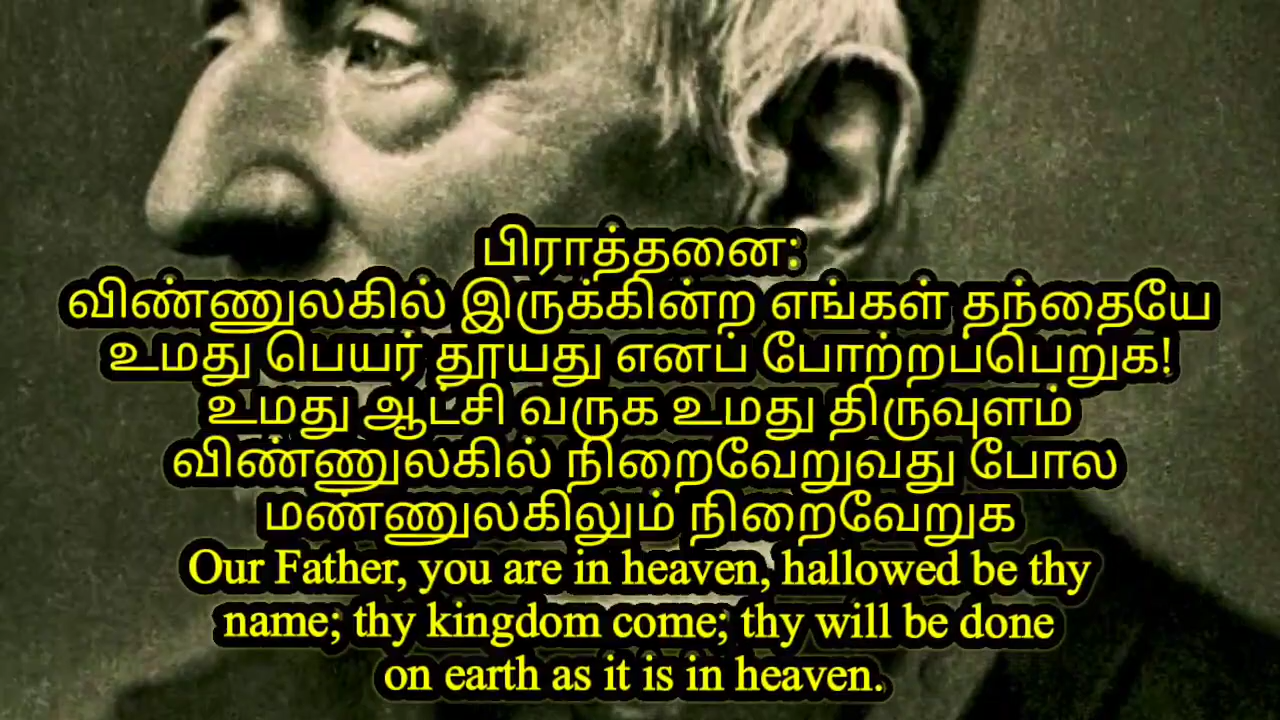 பிராத்தனை:
விண்ணுலகில் இருக்கின்ற எங்கள் தந்தையே
உமது பெயர் தூயது எனப் போற்றப்பெறுக!
உமது ஆட்சி வருக உமது திருவுளம்
விண்ணுலகில் நிறைவேறுவது போல
மண்ணுலகிலும் நிறைவேறுக
Our Father, you are in heaven, hallowed be thy
name; thy kingdom come; thy will be done
on earth as it is in heaven.